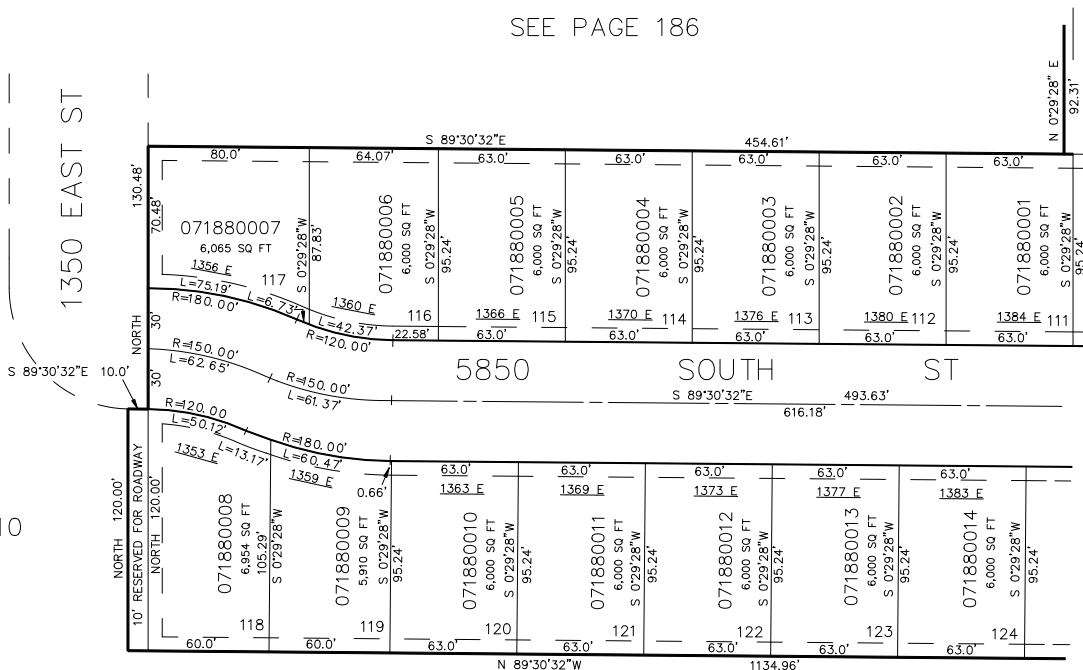 SEE PAGE 186
N 0°29'28" E
92.31'
1350 EAST ST
S 89°30'32"E 454.61'
80.0' 64.07' 63.0' 63.0' 63.0' 63.0' 63.0'
130.48'
70.48'
071880007
6,065 SQ FT
S 0°29'28"W
87.83'
071880006
6,000 SQ FT
S 0°29'28"W
95.24'
071880005
6,000 SQ FT
S 0°29'28"W
95.24'
071880004
6,000 SQ FT
S 0°29'28"W
95.24'
071880003
6,000 SQ FT
S 0°29'28"W
95.24'
071880002
6,000 SQ FT
S 0°29'28"W
95.24'
071880001
6,000 SQ FT
S 0°29'28"W
95.24'
1356 E 117
L=75.19' L=6.73'
R=180.00'
1360 E 116
L=42.37' 22.58'
R=120.00'
1366 E 115
63.0'
1370 E 114
63.0'
1376 E 113
63.0'
1380 E 112
63.0'
1384 E 111
63.0'
NORTH
30'
30'
R=150.00'
L=62.65'
R=150.00'
L=61.37'
5850 SOUTH ST
S 89°30'32"E 493.63'
616.18'
S 89°30'32"E 10.0'
R=120.00
L=50.12'
L=13.17'
1353 E
R=180.00'
L=60.47'
1359 E
0.66'
63.0' 63.0' 63.0' 63.0' 63.0'
1363 E 1369 E 1373 E 1377 E 1383 E
NORTH 120.00'
10' RESERVED FOR ROADWAY
NORTH 120.00'
10
071880008
6,954 SQ FT
105.29'
S 0°29'28"W
071880009
5,910 SQ FT
S 0°29'28"W
95.24'
071880010
6,000 SQ FT
S 0°29'28"W
95.24'
071880011
6,000 SQ FT
S 0°29'28"W
95.24'
071880012
6,000 SQ FT
S 0°29'28"W
95.24'
071880013
6,000 SQ FT
S 0°29'28"W
95.24'
071880014
6,000 SQ FT
S 0°29'28"W
95.24'
118 119 120 121 122 123 124
60.0' 60.0' 63.0' 63.0' 63.0' 63.0' 63.0'
N 89°30'32"W 1134.96'